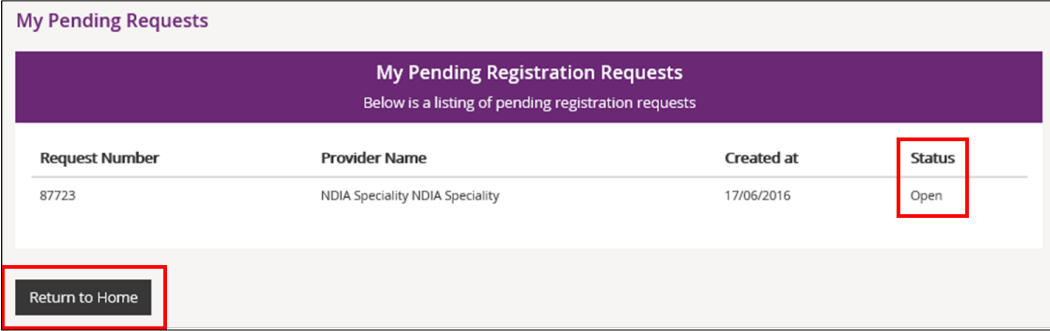 My Pending Requests
My Pending Registration Requests
Below is a listing of pending registration requests
Request Number Provider Name Created at Status
87723 NDIA Speciality NDIA Speciality 17/06/2016 Open
Return to Home